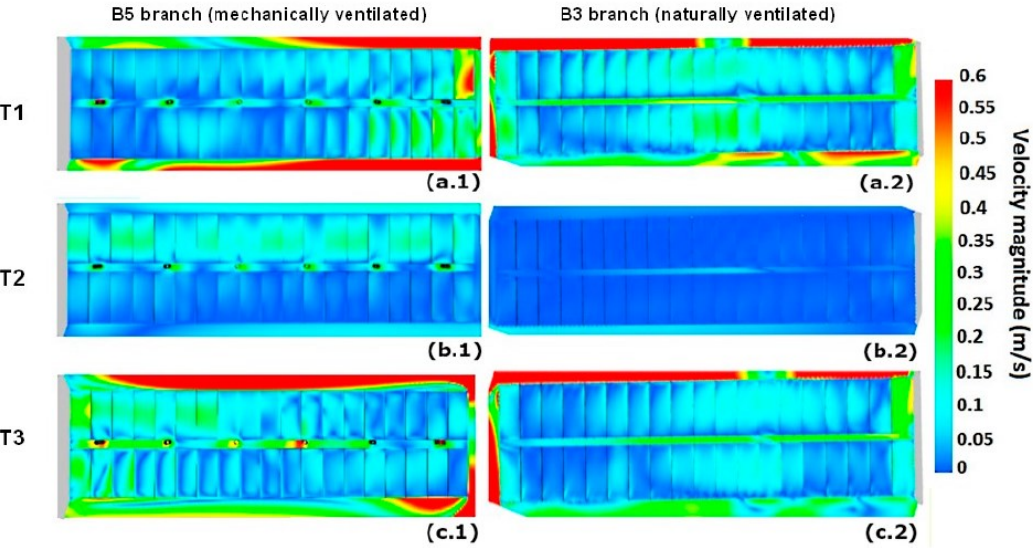 B5 branch (mechanically ventilated)
B3 branch (naturally ventilated)
T1
(a.1)
(a.2)
T2
(b.1)
(b.2)
T3
(c.1)
(c.2)
0.6
0.55
0.5
0.45
0.4
0.35
0.3
0.25
0.2
0.15
0.1
0.05
0
Velocity magnitude (m/s)